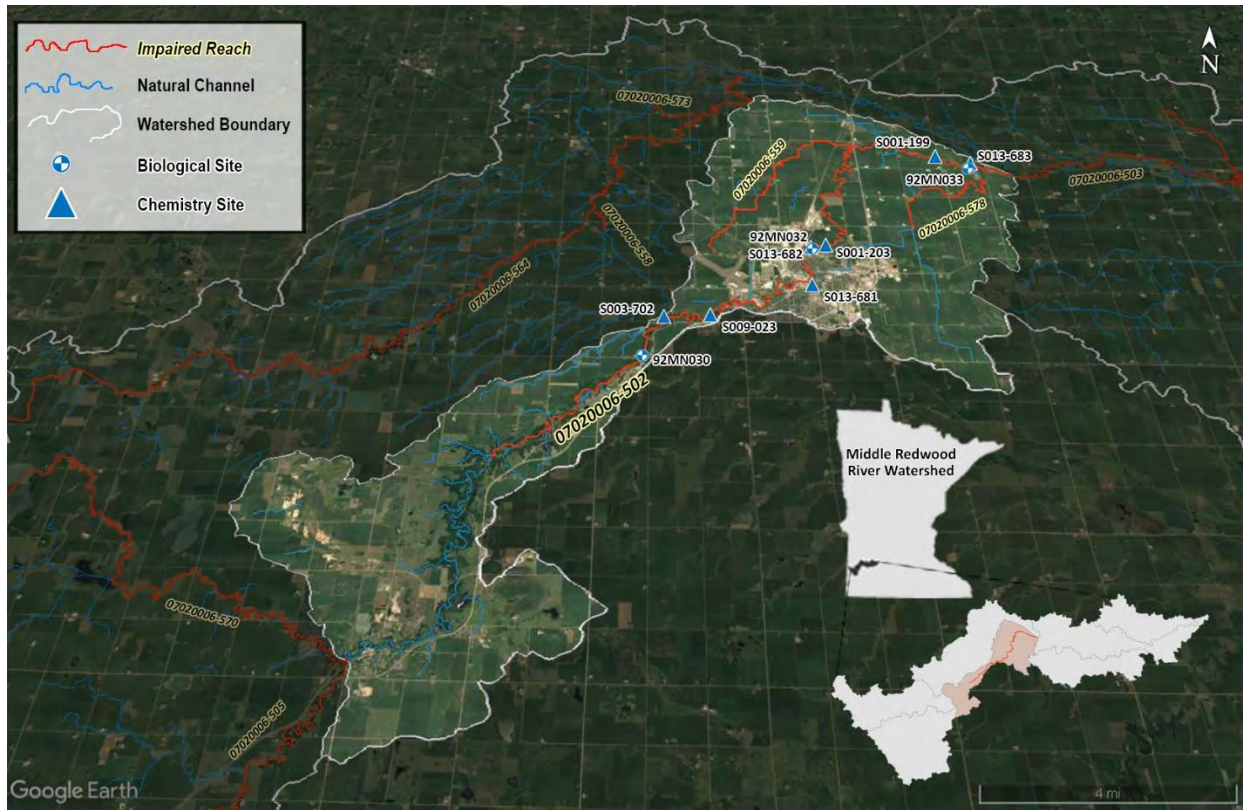 Impaired Reach
Natural Channel
Watershed Boundary
Biological Site
Chemistry Site
N
07020006-573
S001-199
S013-683
07020006-559
92MN033
07020006-503
07020006-578
07020006-558
92MN032
S013-682
S001-203
07020006-564
S013-681
S003-702
S009-023
92MN030
07020006-502
Middle Redwood
River Watershed
07020006-570
07020006-505
Google Earth
4 mi